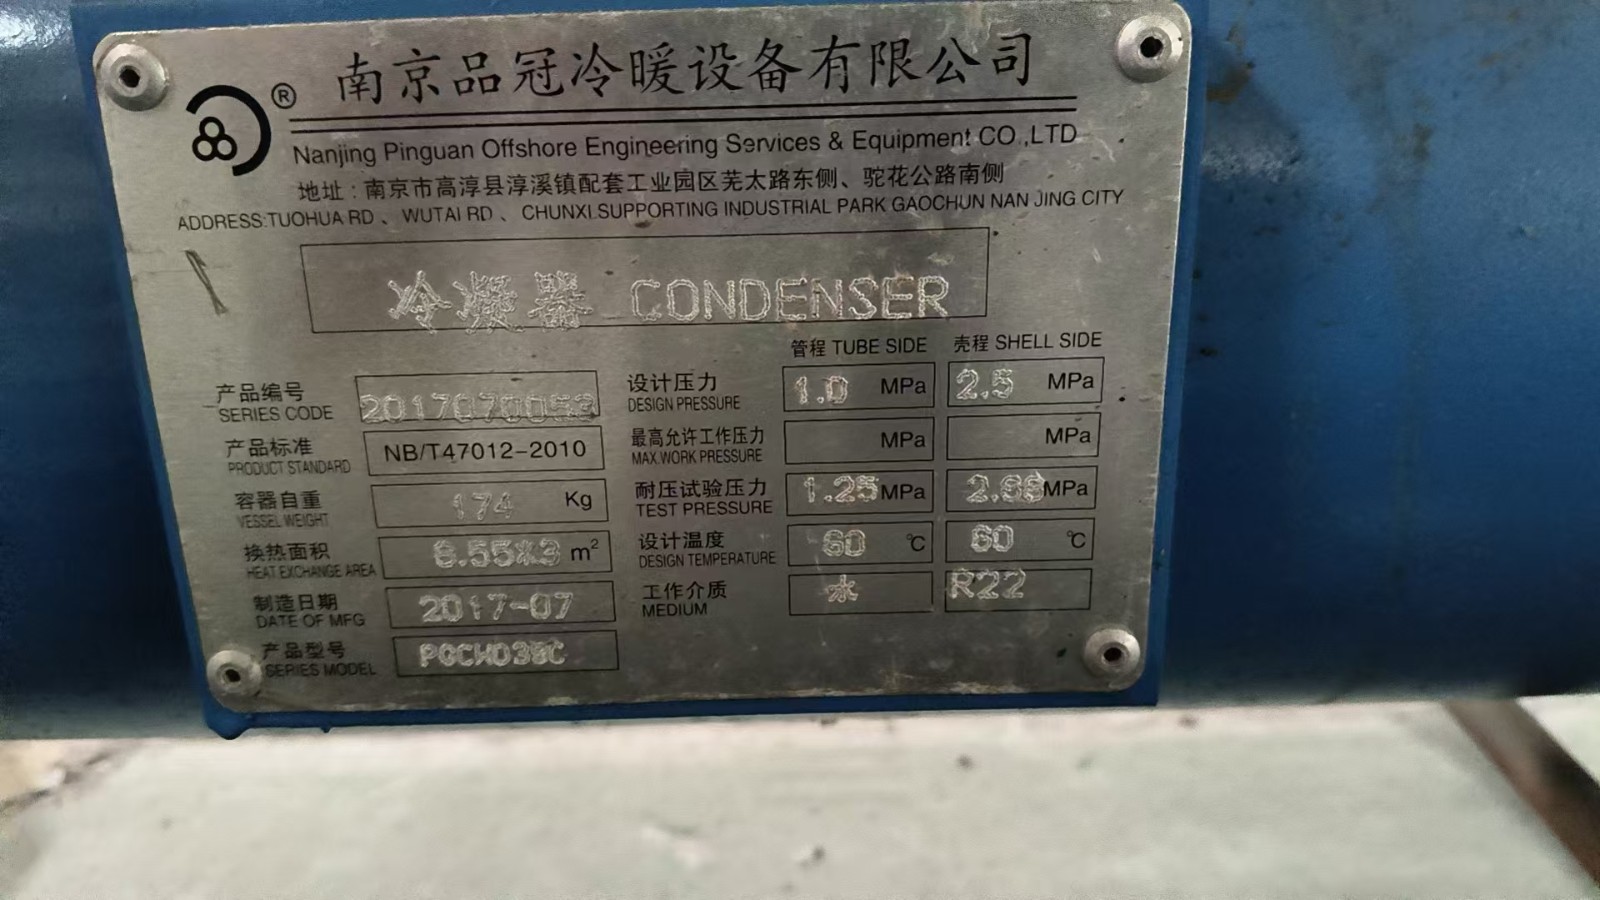 南京品冠冷暖设备有限公司
®
Nanjing Pinguan Offshore Engineering Services & Equipment CO.,LTD
地址：南京市高淳县淳溪镇配套工业园区芜太路东侧、驼花公路南侧
ADDRESS:TUOHUA RD 、WUTAI RD 、 CHUNXI.SUPPORTING INDUSTRIAL PARK GAOCHUN NAN JING CITY
冷凝器 CONDENSER
管程 TUBE SIDE 壳程 SHELL SIDE
产品编号
SERIES CODE
产品标准 NB/T47012-2010
PRODUCT STANDARD
容器自重 174 Kg
VESSEL WEIGHT
换热面积 m²
HEAT EXCHANGE AREA
制造日期 2017-07
DATE OF MFG
产品型号
SERIES MODEL
设计压力 1.0 MPa 2.5 MPa
DESIGN PRESSURE
最高允许工作压力 MPa MPa
MAX.WORK PRESSURE
耐压试验压力 1.25 MPa MPa
TEST PRESSURE
设计温度 60 ℃ 60 ℃
DESIGN TEMPERATURE
工作介质 水 R22
MEDIUM